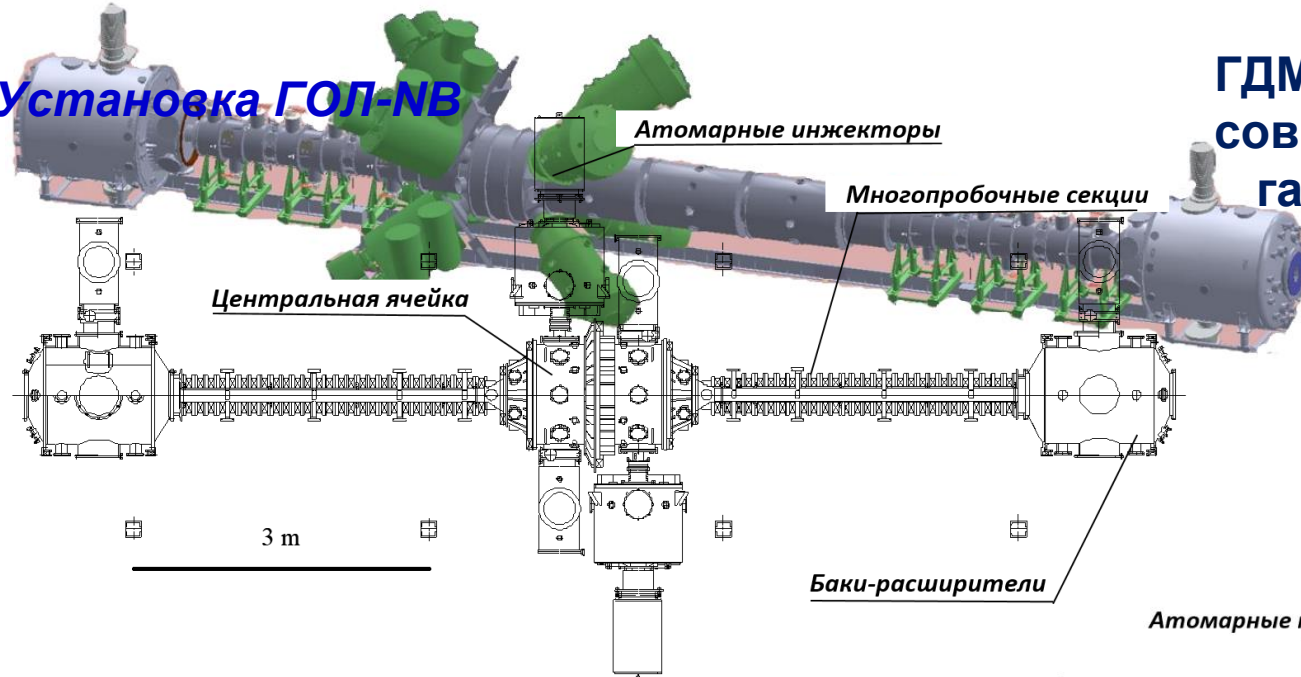 Установка ГОЛ-NB
ГДМ
сов
га
Атомарные инжекторы
Многопробочные секции
Центральная ячейка
3 m
Баки-расширители
Атомарные